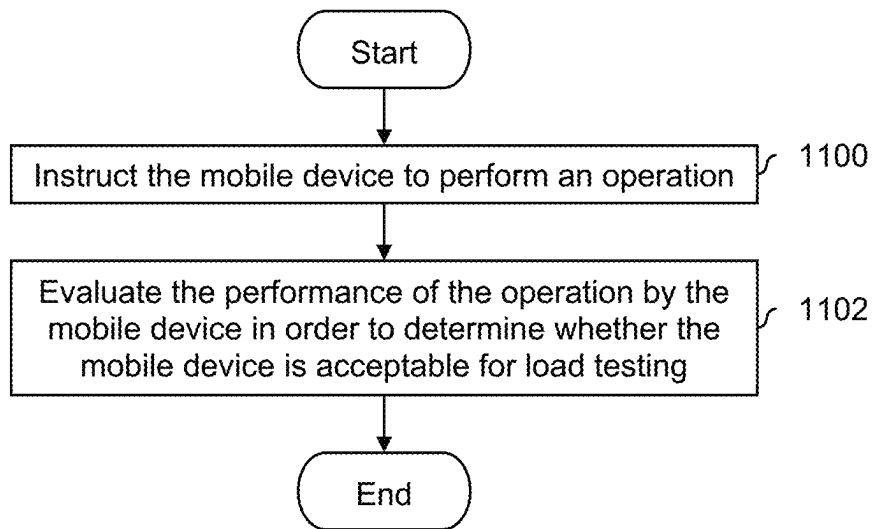 Start
Instruct the mobile device to perform an operation
1100
Evaluate the performance of the operation by the
mobile device in order to determine whether the
mobile device is acceptable for load testing
1102
End